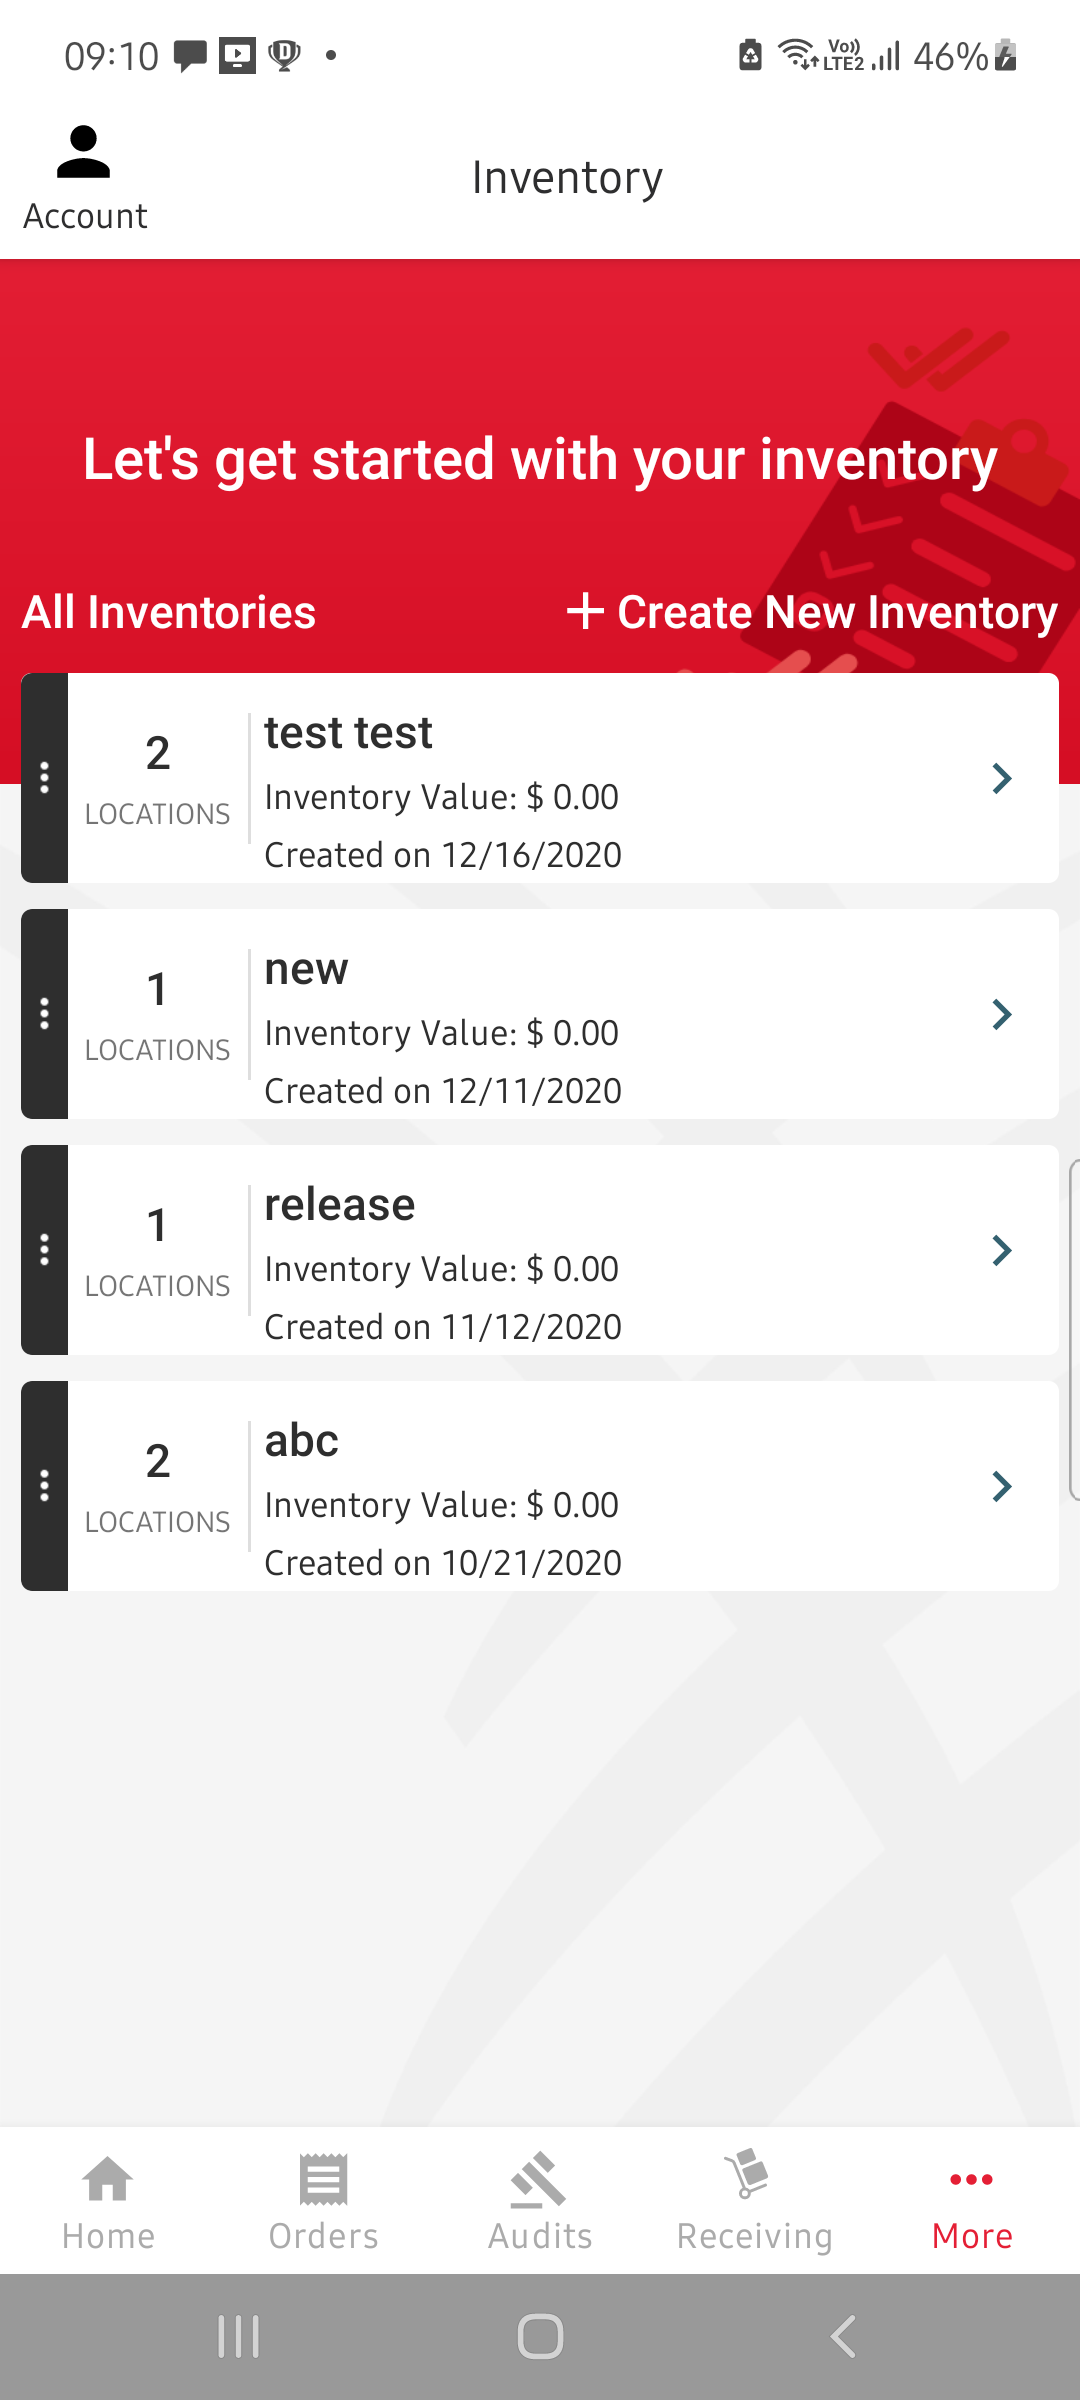 09:10
Vo)) LTE2 46%
Account
Inventory
Let's get started with your inventory
All Inventories
+ Create New Inventory
2 LOCATIONS
test test
Inventory Value: $ 0.00
Created on 12/16/2020
1 LOCATIONS
new
Inventory Value: $ 0.00
Created on 12/11/2020
1 LOCATIONS
release
Inventory Value: $ 0.00
Created on 11/12/2020
2 LOCATIONS
abc
Inventory Value: $ 0.00
Created on 10/21/2020
Home
Orders
Audits
Receiving
More